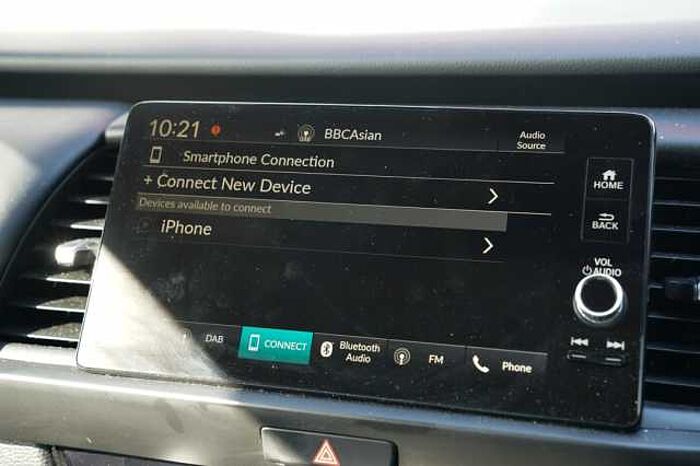 10:21
BBCAsian
Audio
Source
Smartphone Connection
+ Connect New Device
Devices available to connect
iPhone
HOME
BACK
VOL
AUDIO
DAB
CONNECT
Bluetooth
Audio
FM
Phone